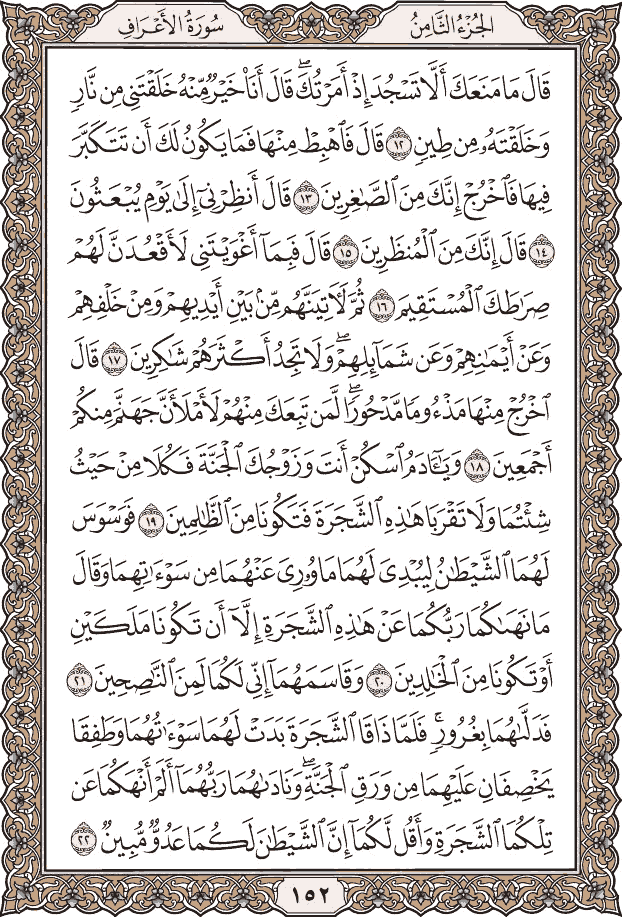 الجُزْءُ الثَّامِنُ
سُورَةُ الأَعْرَافِ
قَالَ مَا مَنَعَكَ أَلَّا تَسْجُدَ إِذْ أَمَرْتُكَۖ قَالَ أَنَا۠ خَيْرٌ مِّنْهُ خَلَقْتَنِي مِن نَّارٍ
وَخَلَقْتَهُۥ مِن طِينٍ ١٢ قَالَ فَٱهْبِطْ مِنْهَا فَمَا يَكُونُ لَكَ أَن تَتَكَبَّرَ
فِيهَا فَٱخْرُجْ إِنَّكَ مِنَ ٱلصَّٰغِرِينَ ١٣ قَالَ أَنظِرْنِىٓ إِلَىٰ يَوْمِ يُبْعَثُونَ
١٤ قَالَ إِنَّكَ مِنَ ٱلْمُنظَرِينَ ١٥ قَالَ فَبِمَآ أَغْوَيْتَنِى لَأَقْعُدَنَّ لَهُمْ
صِرَٰطَكَ ٱلْمُسْتَقِيمَ ١٦ ثُمَّ لَءَاتِيَنَّهُم مِّنۢ بَيْنِ أَيْدِيهِمْ وَمِنْ خَلْفِهِمْ
وَعَنْ أَيْمَٰنِهِمْ وَعَن شَمَآئِلِهِمْۖ وَلَا تَجِدُ أَكْثَرَهُمْ شَٰكِرِينَ ١٧ قَالَ
ٱخْرُجْ مِنْهَا مَذْءُومًا مَّدْحُورًاۖ لَّمَن تَبِعَكَ مِنْهُمْ لَأَمْلَأَنَّ جَهَنَّمَ مِنكُمْ
أَجْمَعِينَ ١٨ وَيَٰٓـَٔادَمُ ٱسْكُنْ أَنتَ وَزَوْجُكَ ٱلْجَنَّةَ فَكُلَا مِنْ حَيْثُ
شِئْتُمَا وَلَا تَقْرَبَا هَٰذِهِ ٱلشَّجَرَةَ فَتَكُونَا مِنَ ٱلظَّٰلِمِينَ ١٩ فَوَسْوَسَ
لَهُمَا ٱلشَّيْطَٰنُ لِيُبْدِىَ لَهُمَا مَا وُۥرِىَ عَنْهُمَا مِن سَوْءَٰتِهِمَا وَقَالَ
مَا نَهَىٰكُمَا رَبُّكُمَا عَنْ هَٰذِهِ ٱلشَّجَرَةِ إِلَّآ أَن تَكُونَا مَلَكَيْنِ
أَوْ تَكُونَا مِنَ ٱلْخَٰلِدِينَ ٢٠ وَقَاسَمَهُمَآ إِنِّى لَكُمَا لَمِنَ ٱلنَّٰصِحِينَ ٢١
فَدَلَّىٰهُمَا بِغُرُورٍۚ فَلَمَّا ذَاقَا ٱلشَّجَرَةَ بَدَتْ لَهُمَا سَوْءَٰتُهُمَا وَطَفِقَا
يَخْصِفَانِ عَلَيْهِمَا مِن وَرَقِ ٱلْجَنَّةِۖ وَنَادَىٰهُمَا رَبُّهُمَآ أَلَمْ أَنْهَكُمَا عَن
تِلْكُمَا ٱلشَّجَرَةِ وَأَقُل لَّكُمَآ إِنَّ ٱلشَّيْطَٰنَ لَكُمَا عَدُوٌّ مُّبِينٌ ٢٢
١٥٢